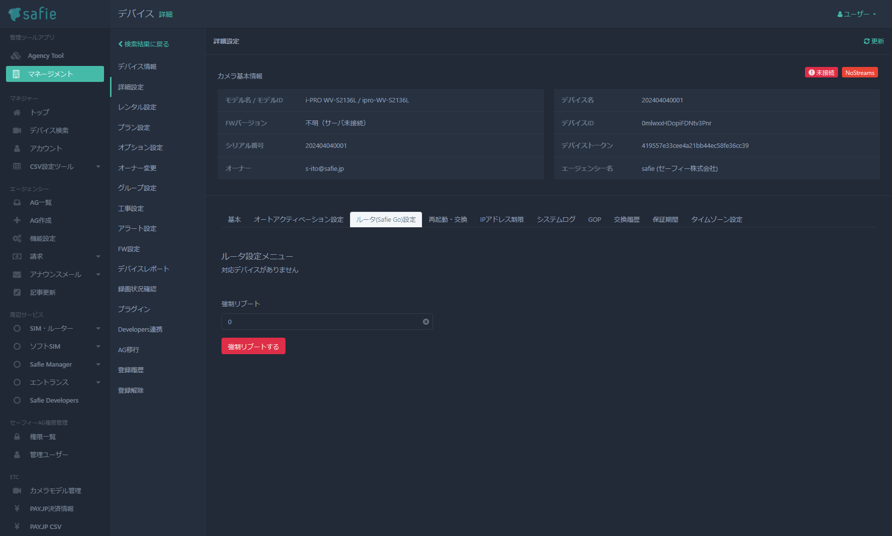 safie
デバイス 詳細
ユーザー
管理ツールアプリ
Agency Tool
マネージメント
マネジャー
トップ
デバイス検索
アカウント
CSV設定ツール
エージェンシー
AG一覧
AG作成
機能設定
請求
アナウンスメール
記事更新
周辺サービス
SIM・ルーター
ソフトSIM
Safie Manager
エントランス
Safie Developers
セーフィーAG権限管理
権限一覧
管理ユーザー
ETC
カメラモデル管理
PAY.JP決済情報
PAY.JP CSV
検索結果に戻る
デバイス情報
詳細設定
レンタル設定
プラン設定
オプション設定
オーナー変更
グループ設定
工事設定
アラート設定
FW設定
デバイスレポート
録画状況確認
プラグイン
Developers連携
AG移行
登録履歴
登録解除
詳細設定
更新
カメラ基本情報
未接続
NoStreams
モデル名 / モデルID i-PRO WV-S2136L / ipro-WV-S2136L
FWバージョン 不明（サーバ未接続）
シリアル番号 202404040001
オーナー s-ito@safie.jp
デバイス名 202404040001
デバイスID 0mlwxxHDopiFONtv3Pnr
デバイストークン 419557e33cee4a21bb44ec58fe36cc39
エージェンシー名 safie (セーフィー株式会社)
基本 オートアクティベーション設定 ルータ(Safie Go)設定 再起動・交換 IPアドレス制限 システムログ GOP 交換履歴 保証期間 タイムゾーン設定
ルータ設定メニュー
対応デバイスがありません
強制リブート
0
強制リブートする